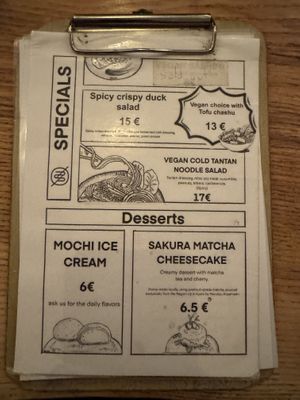 SPECIALS
Spicy crispy duck
salad
15 €
Vegan choice with
Tofu chashu
13 €
VEGAN COLD TANTAN
NOODLE SALAD
17€
Desserts
MOCHI ICE
CREAM
6€
ask us for the daily flavors
SAKURA MATCHA
CHEESECAKE
Creamy dessert with matcha
tea and cherry
6.5 €